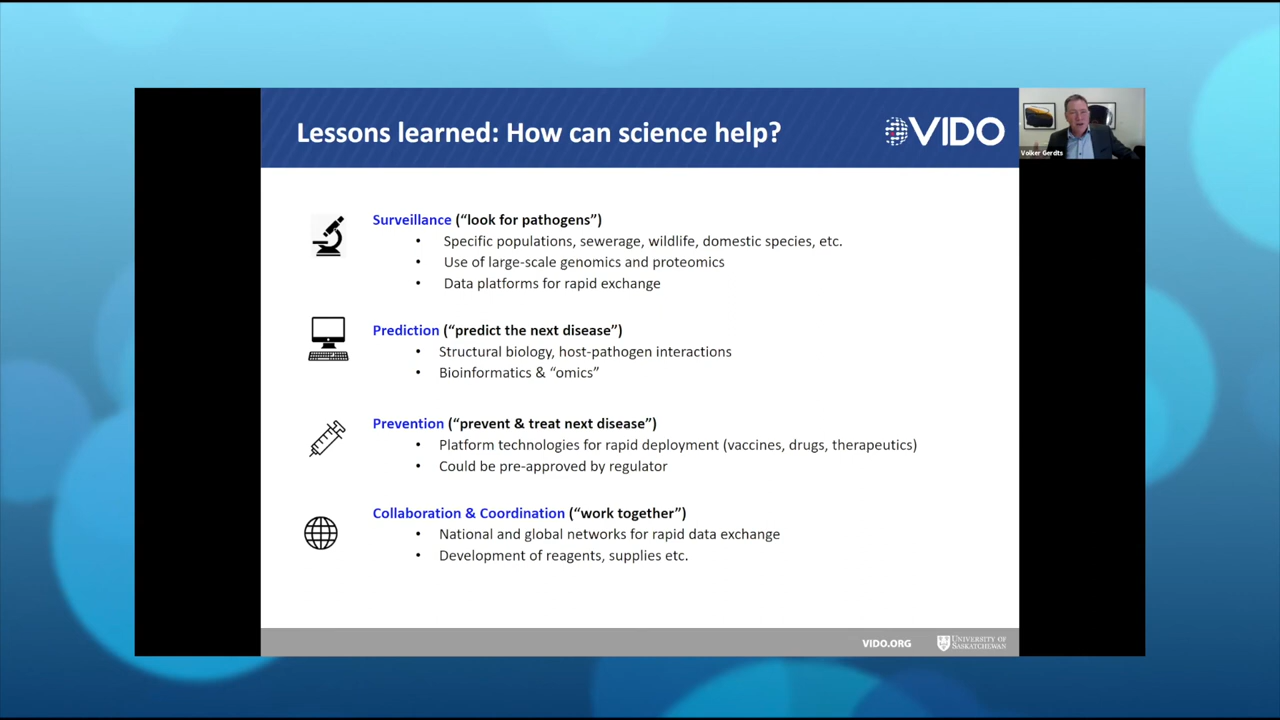 Lessons learned: How can science help?
VIDO
Volker Gerdts
Surveillance (“look for pathogens”)
• Specific populations, sewerage, wildlife, domestic species, etc.
• Use of large-scale genomics and proteomics
• Data platforms for rapid exchange
Prediction (“predict the next disease”)
• Structural biology, host-pathogen interactions
• Bioinformatics & “omics”
Prevention (“prevent & treat next disease”)
• Platform technologies for rapid deployment (vaccines, drugs, therapeutics)
• Could be pre-approved by regulator
Collaboration & Coordination (“work together”)
• National and global networks for rapid data exchange
• Development of reagents, supplies etc.
VIDO.ORG
UNIVERSITY OF
SASKATCHEWAN